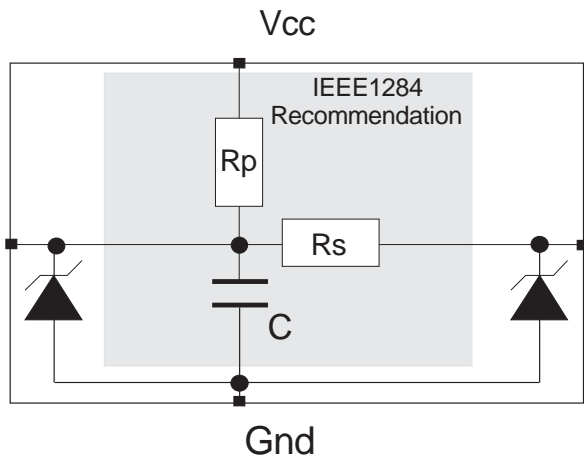 Vcc
IEEE1284
Recommendation
Rp
Rs
C
Gnd